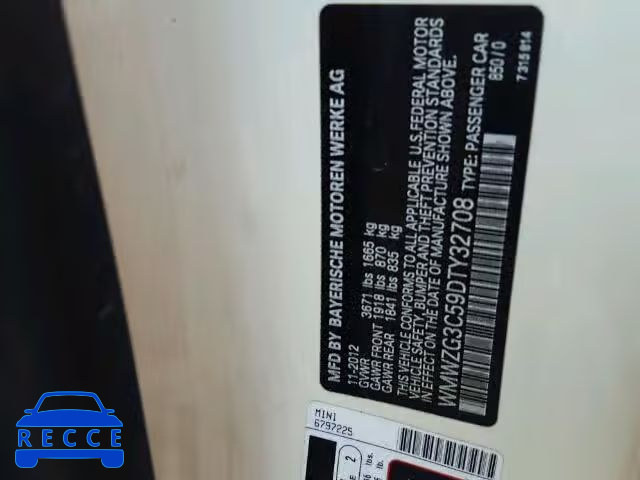 MFD BY BAYERISCHE MOTOREN WERKE AG
11-2012
GVWR 3671 lbs 1665 kg
GAWR FRONT 1918 lbs 870 kg
GAWR REAR 1841 lbs 835 kg
THIS VEHICLE CONFORMS TO ALL APPLICABLE U.S. FEDERAL MOTOR
VEHICLE SAFETY, BUMPER AND THEFT PREVENTION STANDARDS
IN EFFECT ON THE DATE OF MANUFACTURE SHOWN ABOVE.
WMWZG3C59DTY32708 TYPE: PASSENGER CAR
850/0
7 315 814
MINI
6797225
2
lbs.
RECCE